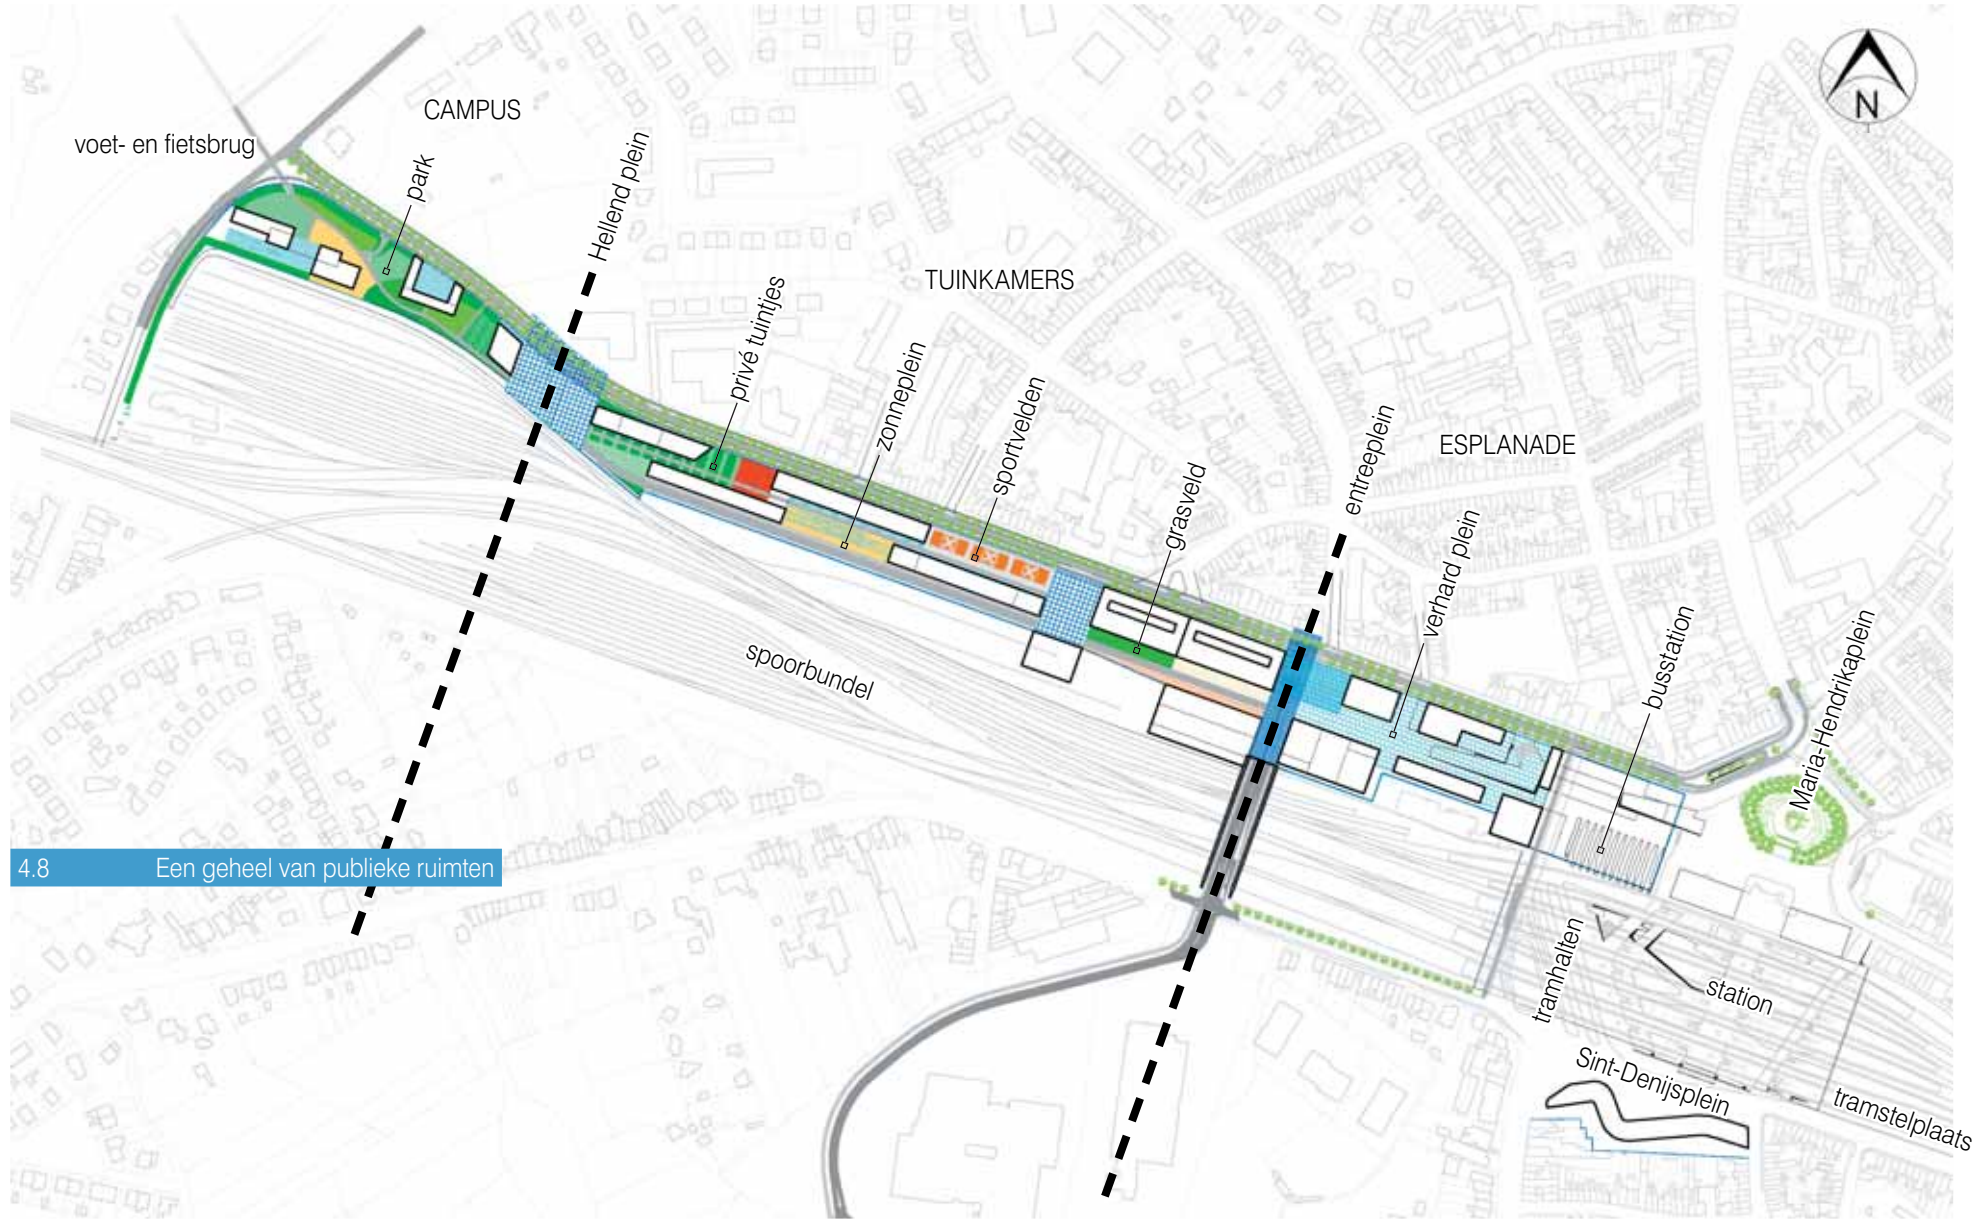 CAMPUS
voet- en fietsbrug
park
Hellend plein
TUINKAMERS
privé tuintjes
zonneplein
sportvelden
grasveld
entreeplein
ESPLANADE
verhard plein
busstation
Maria-Hendrikaplein
spoorbundel
4.8 Een geheel van publieke ruimten
tramhalten
station
Sint-Denijsplein
tramstelplaats
N